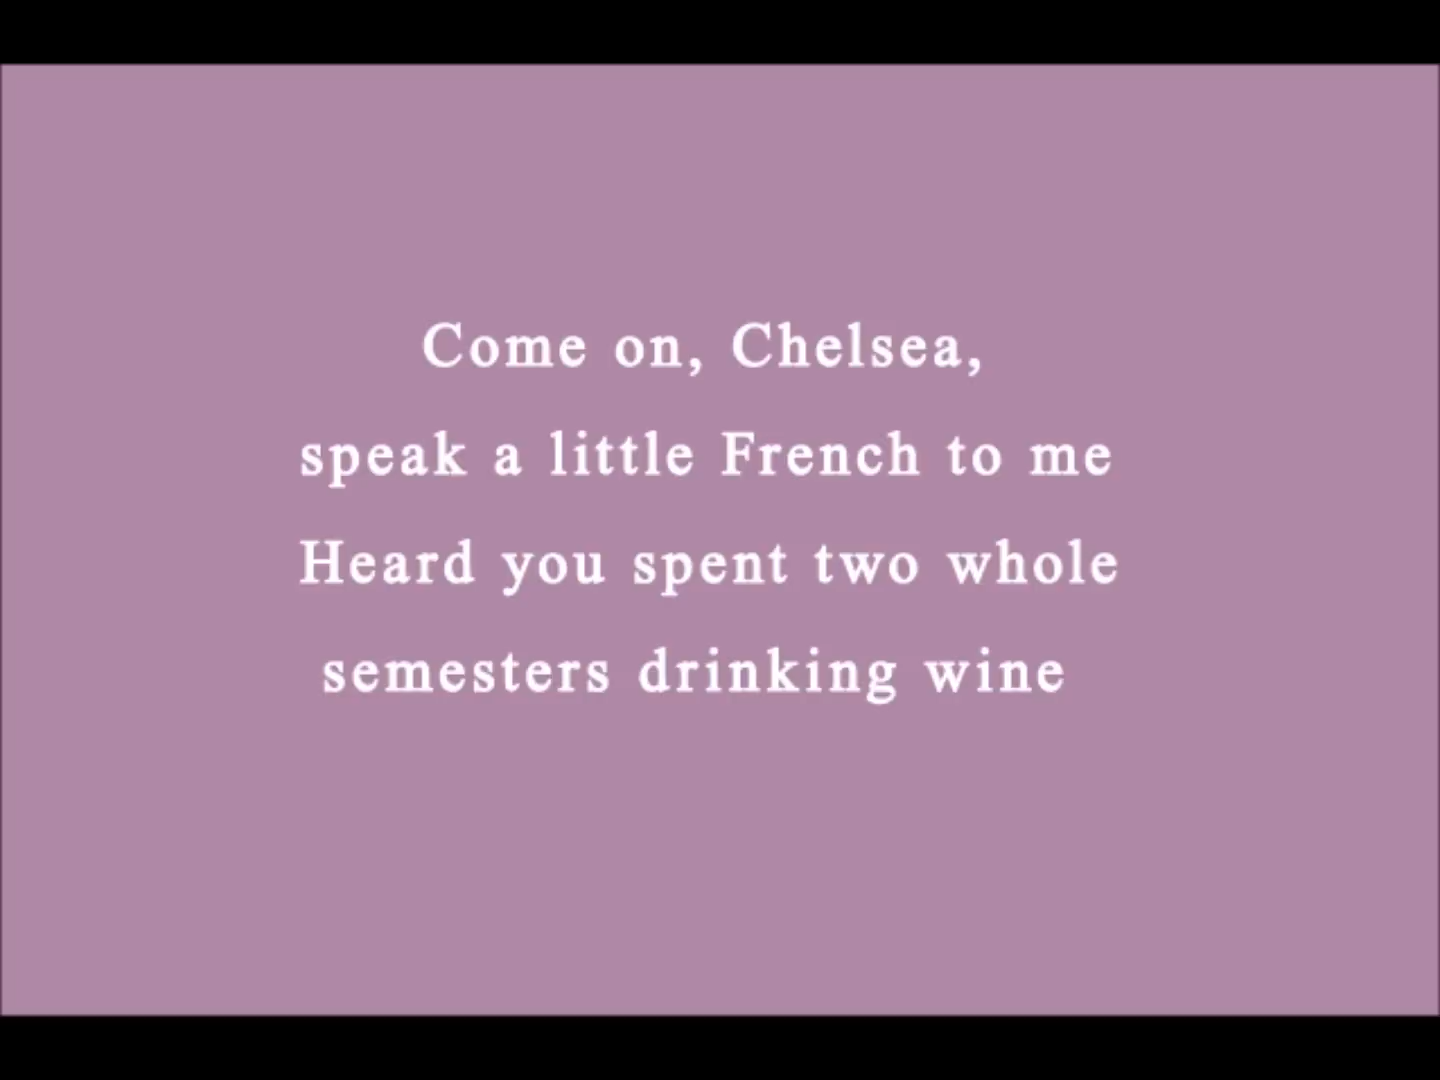 Come on, Chelsea,
speak a little French to me
Heard you spent two whole
semesters drinking wine